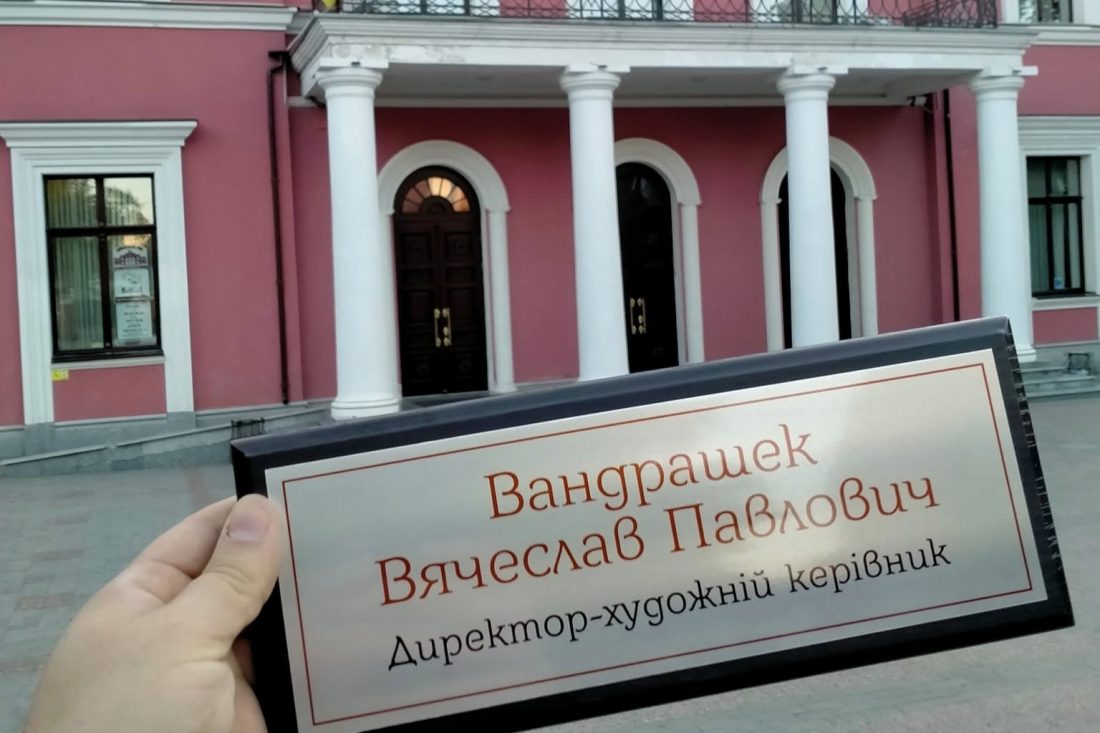 Вандрашек
Вячеслав Павлович
Директор-художній керівник